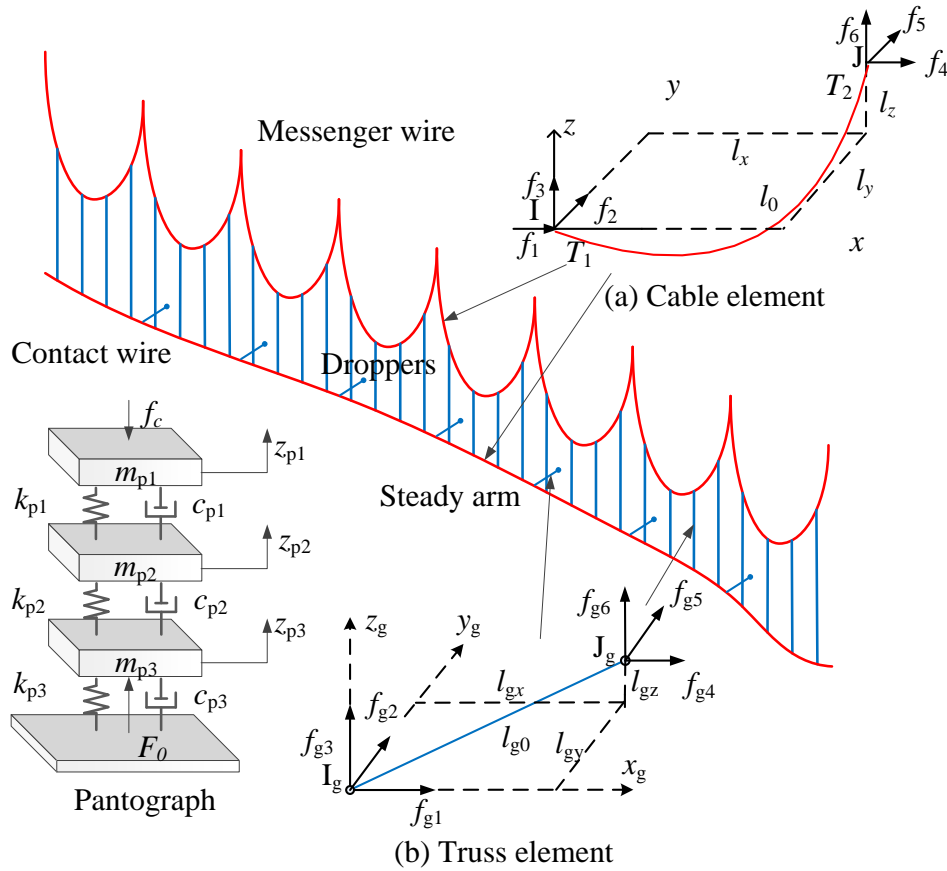 f6
f5
J
f4
T2
y
lz
Messenger wire
z
lx
f3
ly
I
f2
l0
f1
T1
x
(a) Cable element
Contact wire
Droppers
fc
zp1
mp1
Steady arm
kp1
cp1
zp2
mp2
kp2
cp2
fg6
fg5
zp3
zg
yg
Jg
mp3
lgx
fg4
kp3
cp3
fg2
lgz
F0
fg3
lg0
lgy
Ig
xg
Pantograph
fg1
(b) Truss element